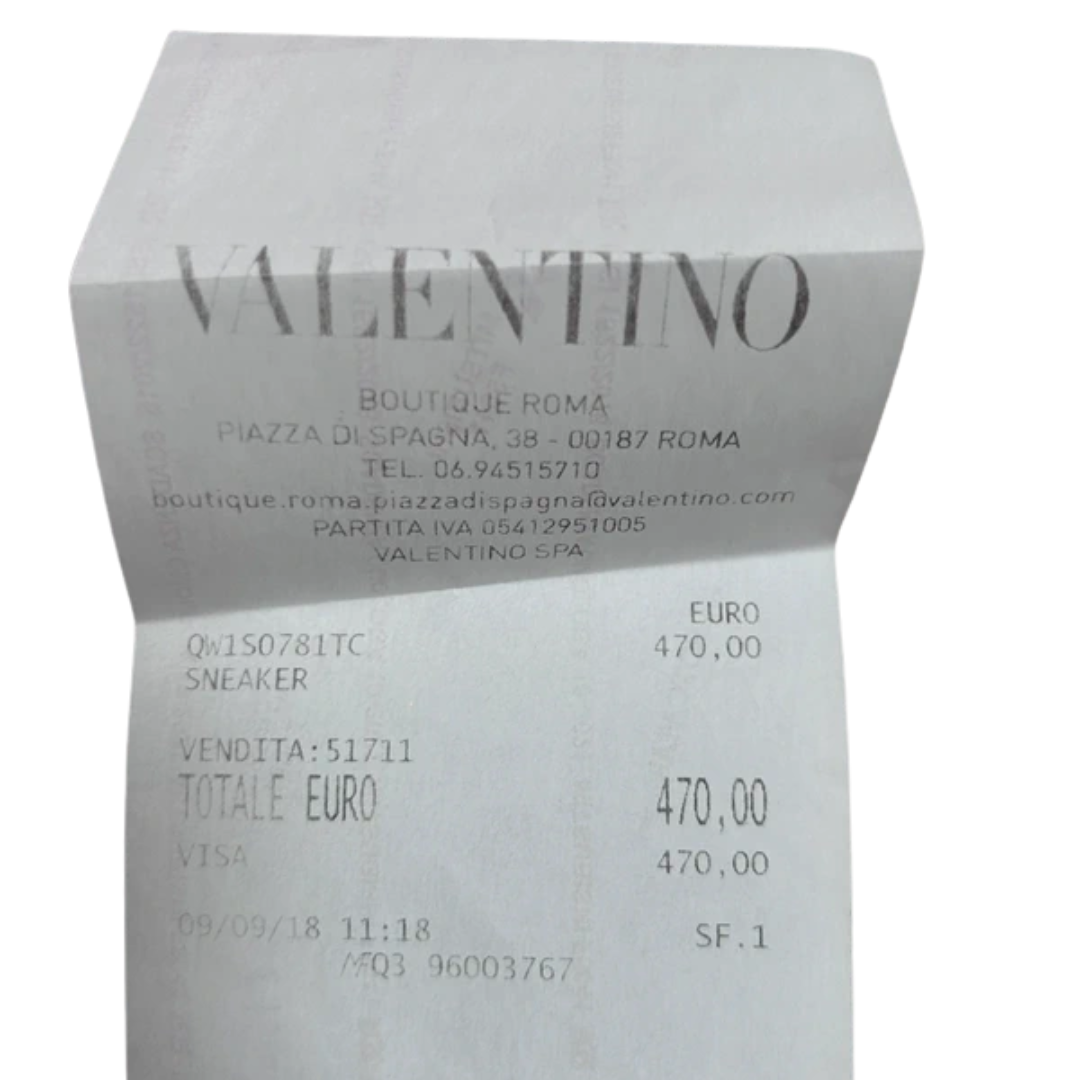 VALENTINO
BOUTIQUE ROMA
PIAZZA DI SPAGNA, 38 - 00187 ROMA
TEL. 06.94515710
boutique.roma.piazzadispagna@valentino.com
PARTITA IVA 05412951005
VALENTINO SPA
EURO
QW1S0781TC 470,00
SNEAKER
VENDITA:51711
TOTALE EURO 470,00
VISA 470,00
09/09/18 11:18 SF.1
MFQ3 96003767